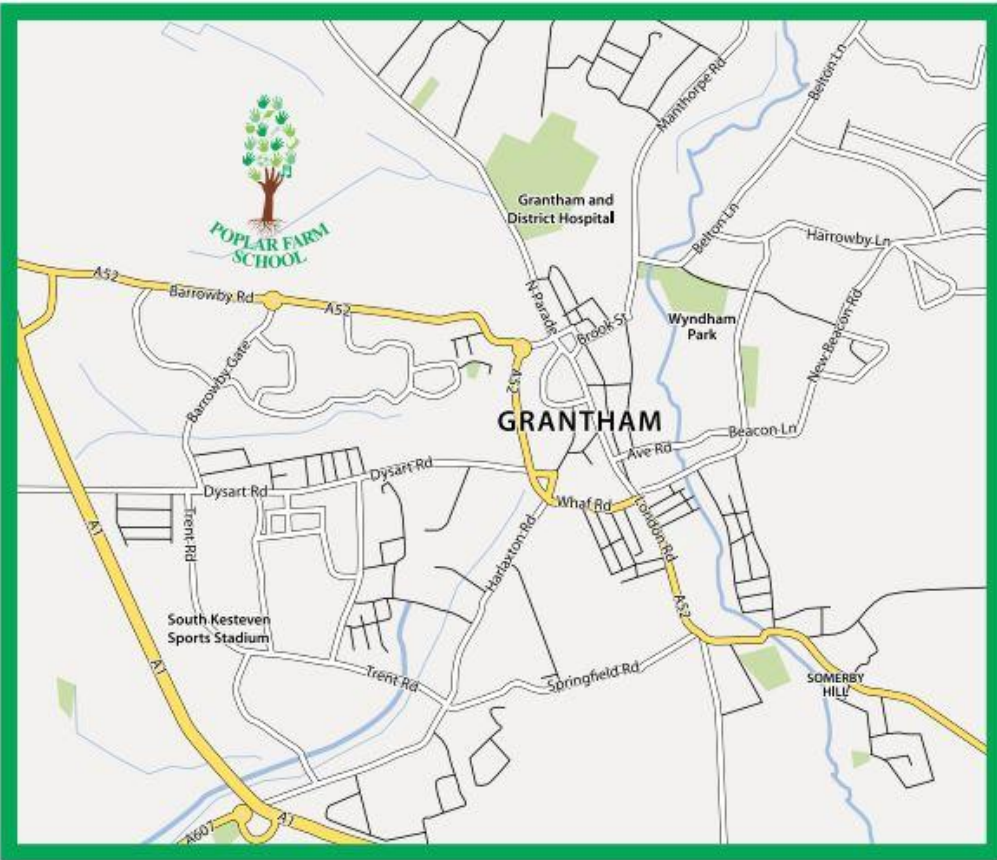 Manthorpe Rd
Belton Ln
Grantham and
District Hospital
POPLAR FARM
SCHOOL
Belton Ln
Harrowby Ln
A52
Barrowby Rd
A52
N Parade
Brook St
Wyndham
Park
New Beacon Rd
Barrowby Gate
A52
GRANTHAM
Beacon Ln
Ave Rd
Dysart Rd
Dysart Rd
Whaf Rd
A1
Trent Rd
London Rd
Harlaxton Rd
A52
South Kesteven
Sports Stadium
A1
Trent Rd
Springfield Rd
SOMERBY
HILL
A607
A1